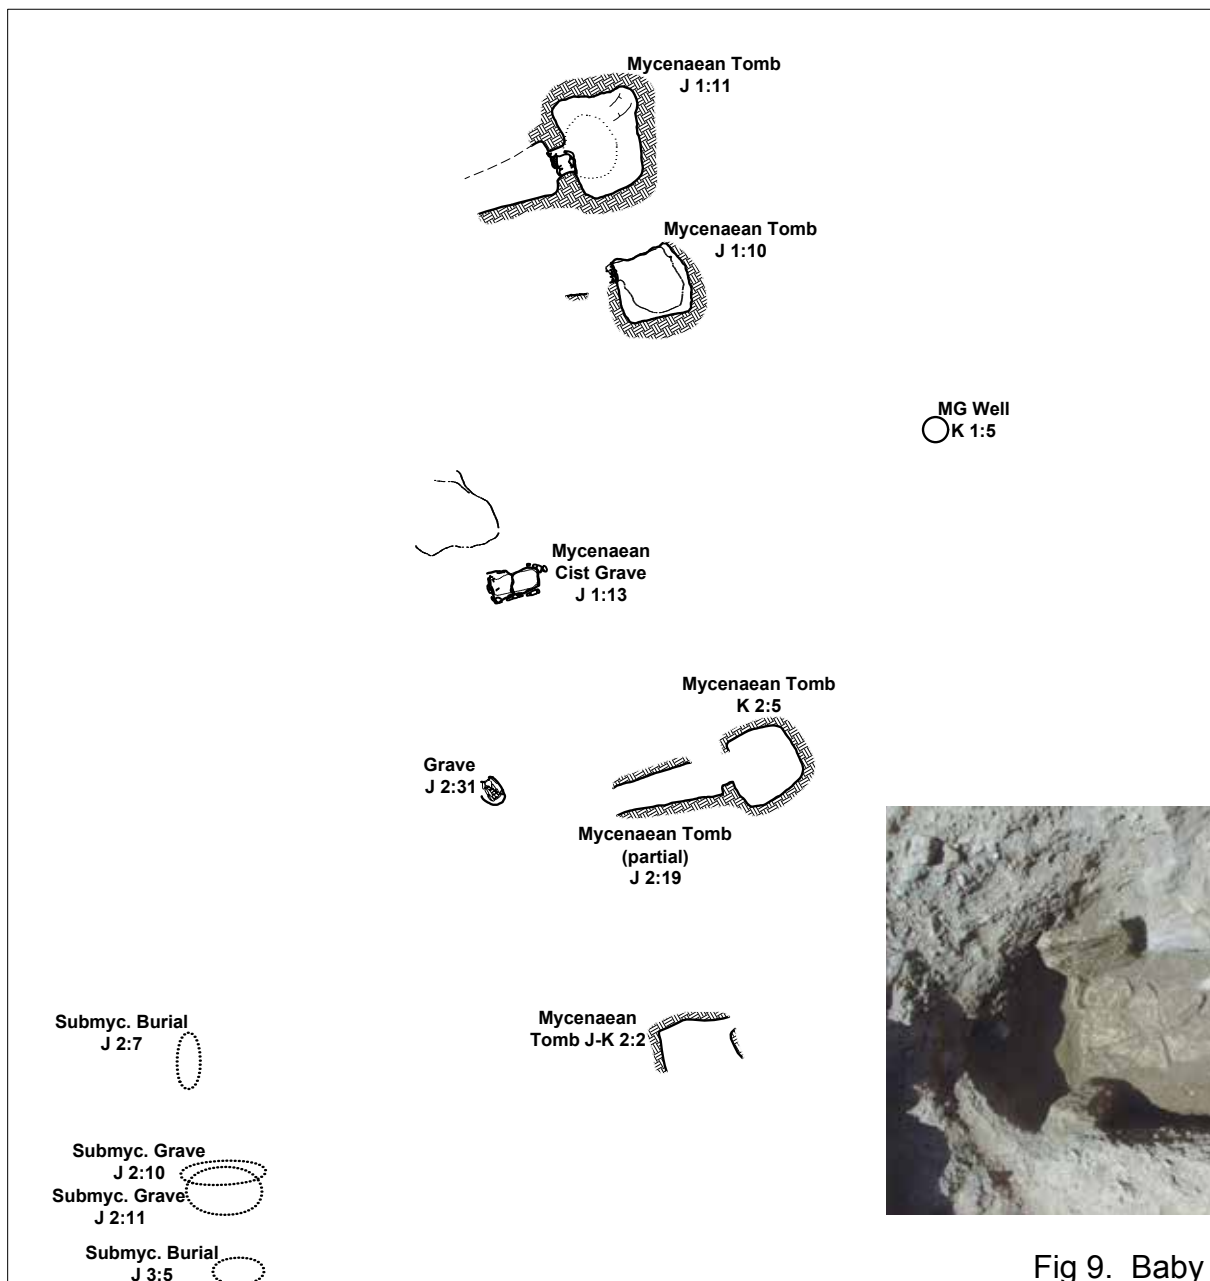 Mycenaean Tomb
J 1:11
Mycenaean Tomb
J 1:10
MG Well
K 1:5
Mycenaean
Cist Grave
J 1:13
Mycenaean Tomb
K 2:5
Grave
J 2:31
Mycenaean Tomb
(partial)
J 2:19
Submyc. Burial
J 2:7
Mycenaean
Tomb J-K 2:2
Submyc. Grave
J 2:10
Submyc. Grave
J 2:11
Submyc. Burial
J 3:5
Fig 9. Baby